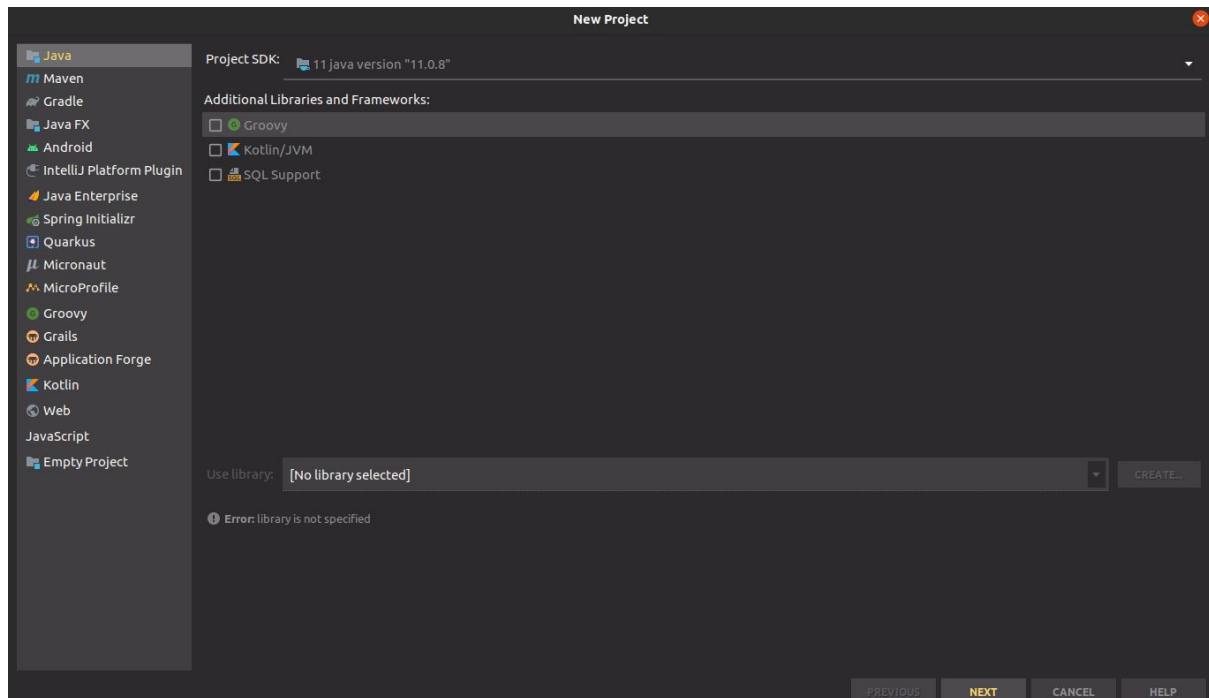 New Project
Java
Maven
Gradle
Java FX
Android
IntelliJ Platform Plugin
Java Enterprise
Spring Initializr
Quarkus
Micronaut
MicroProfile
Groovy
Grails
Application Forge
Kotlin
Web
JavaScript
Empty Project
Project SDK: 11 java version "11.0.8"
Additional Libraries and Frameworks:
Groovy
Kotlin/JVM
SQL Support
Use library: [No library selected] CREATE...
Error: library is not specified
PREVIOUS NEXT CANCEL HELP